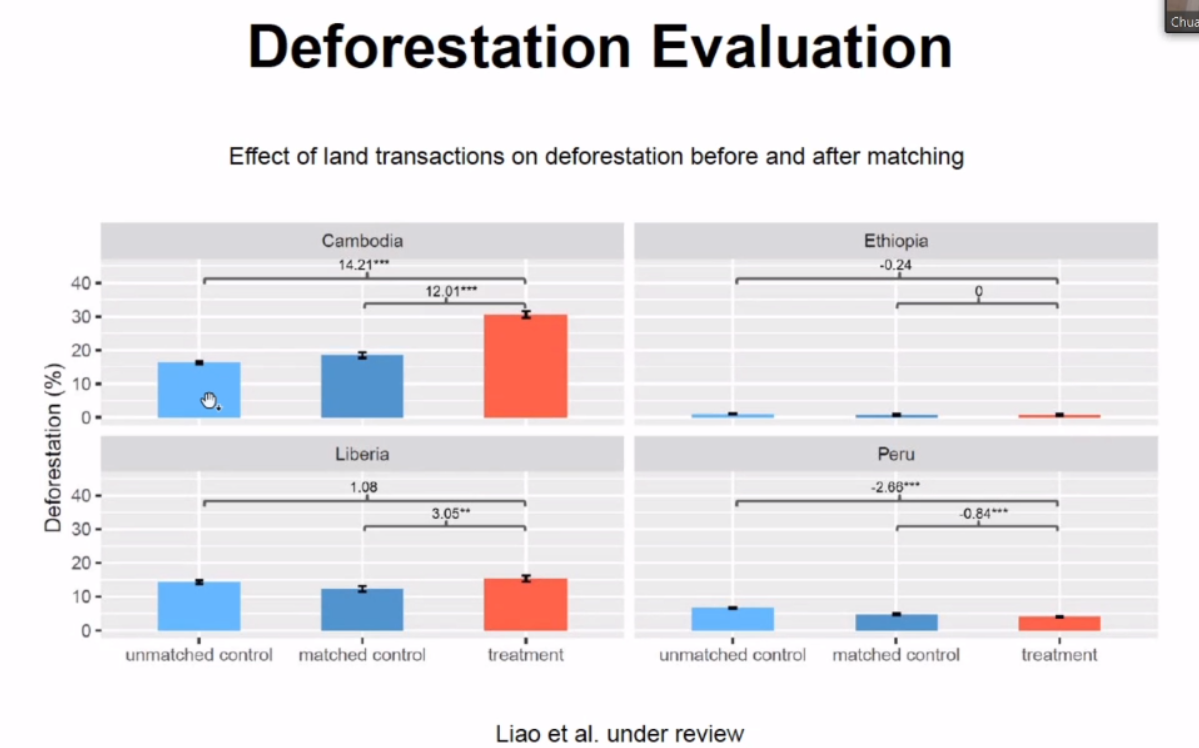 Chua
Deforestation Evaluation
Effect of land transactions on deforestation before and after matching
Deforestation (%)
Cambodia
14.21***
12.01***
40
30
20
10
0
Ethiopia
-0.24
0
Liberia
1.08
3.05**
40
30
20
10
0
unmatched control matched control treatment
Peru
-2.66***
-0.84***
unmatched control matched control treatment
Liao et al. under review